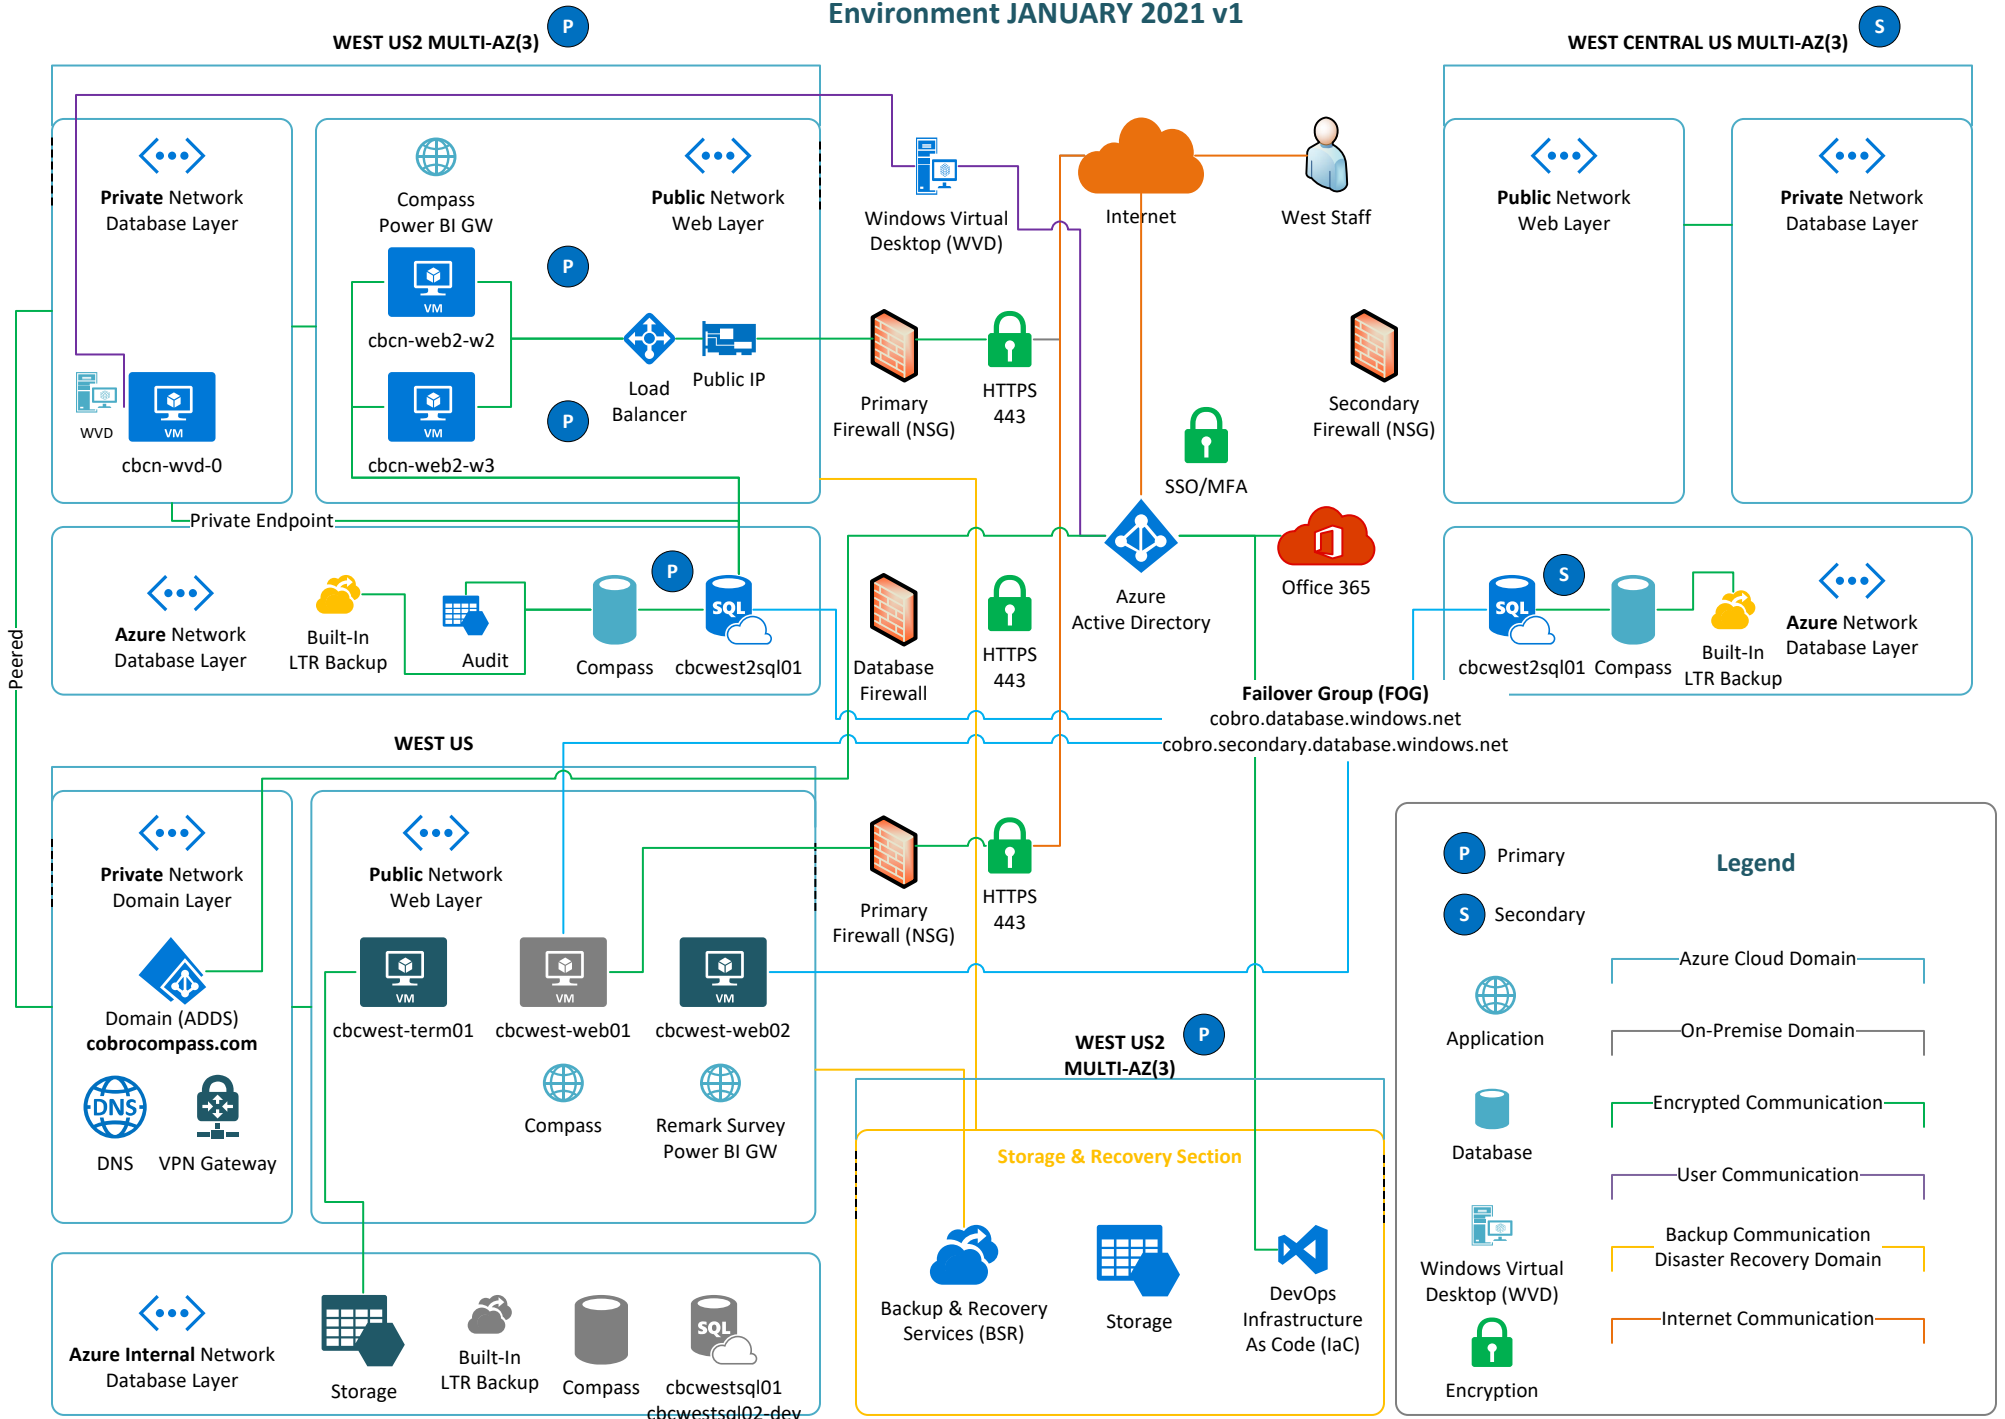 Environment JANUARY 2021 v1
WEST US2 MULTI-AZ(3)
P
WEST CENTRAL US MULTI-AZ(3)
S
Private Network
Database Layer
Compass
Power BI GW
Public Network
Web Layer
P
VM
cbcn-web2-w2
Load
Balancer
Public IP
WVD
VM
cbcn-wvd-0
P
VM
cbcn-web2-w3
Windows Virtual
Desktop (WVD)
Internet
West Staff
Primary
Firewall (NSG)
HTTPS
443
Secondary
Firewall (NSG)
SSO/MFA
Public Network
Web Layer
Private Network
Database Layer
Private Endpoint
Peered
Azure Network
Database Layer
Built-In
LTR Backup
Audit
Compass
P
SQL
cbcwest2sql01
Database
Firewall
HTTPS
443
Azure
Active Directory
Office 365
SQL
S
cbcwest2sql01
Compass
Built-In
LTR Backup
Azure Network
Database Layer
Failover Group (FOG)
cobro.database.windows.net
cobro.secondary.database.windows.net
WEST US
Private Network
Domain Layer
Public Network
Web Layer
Primary
Firewall (NSG)
HTTPS
443
Domain (ADDS)
cobrocompass.com
DNS
DNS
VPN Gateway
VM
cbcwest-term01
VM
cbcwest-web01
Compass
VM
cbcwest-web02
Remark Survey
Power BI GW
WEST US2
MULTI-AZ(3)
P
Storage & Recovery Section
Backup & Recovery
Services (BSR)
Storage
DevOps
Infrastructure
As Code (IaC)
Azure Internal Network
Database Layer
Storage
Built-In
LTR Backup
Compass
SQL
cbcwestsql01
cbcwestsql02-dev
Legend
P
Primary
S
Secondary
Application
Database
Windows Virtual
Desktop (WVD)
Encryption
Azure Cloud Domain
On-Premise Domain
Encrypted Communication
User Communication
Backup Communication
Disaster Recovery Domain
Internet Communication